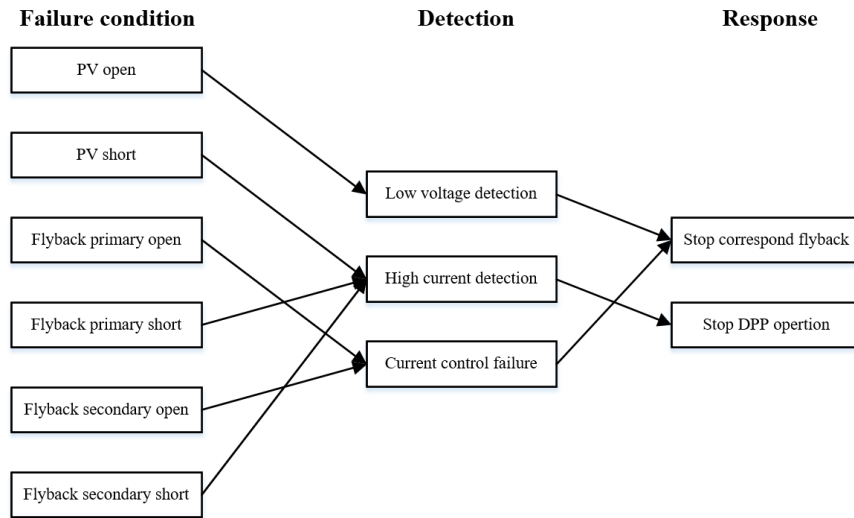 Failure condition
Detection
Response
PV open
PV short
Flyback primary open
Flyback primary short
Flyback secondary open
Flyback secondary short
Low voltage detection
High current detection
Current control failure
Stop correspond flyback
Stop DPP opertion